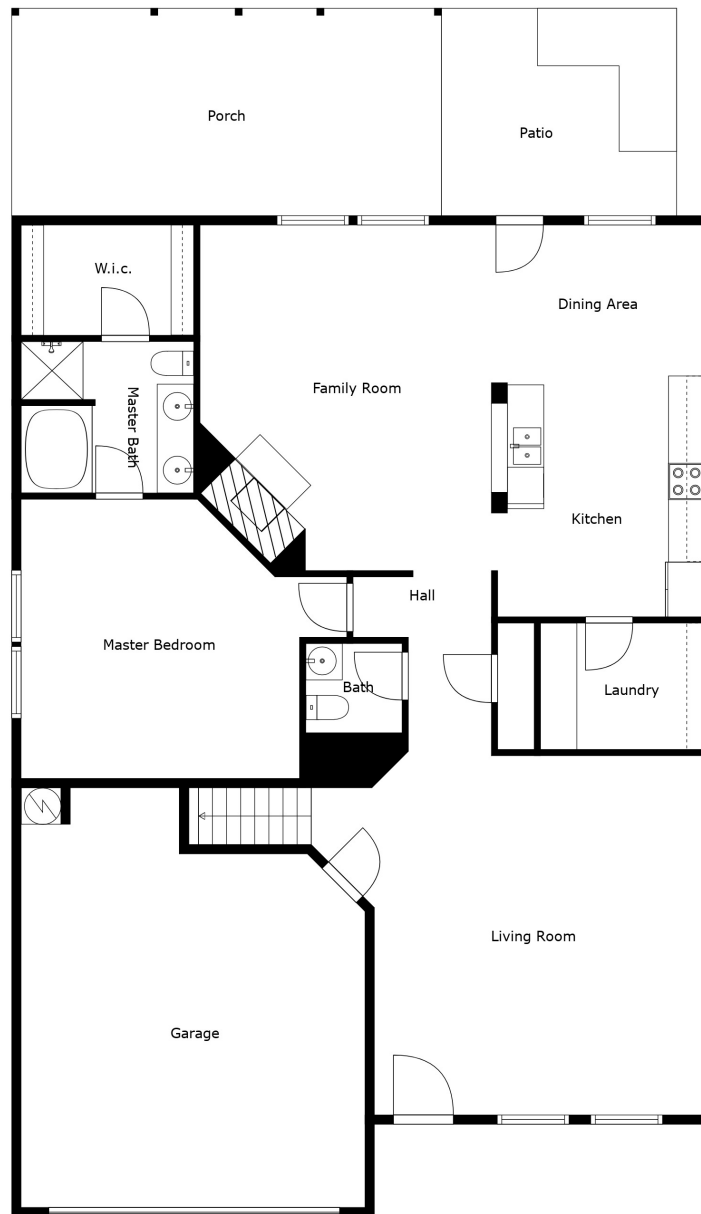 Porch
Patio
W.i.c.
Dining Area
Family Room
Master Bath
Kitchen
Hall
Master Bedroom
Bath
Laundry
Living Room
Garage